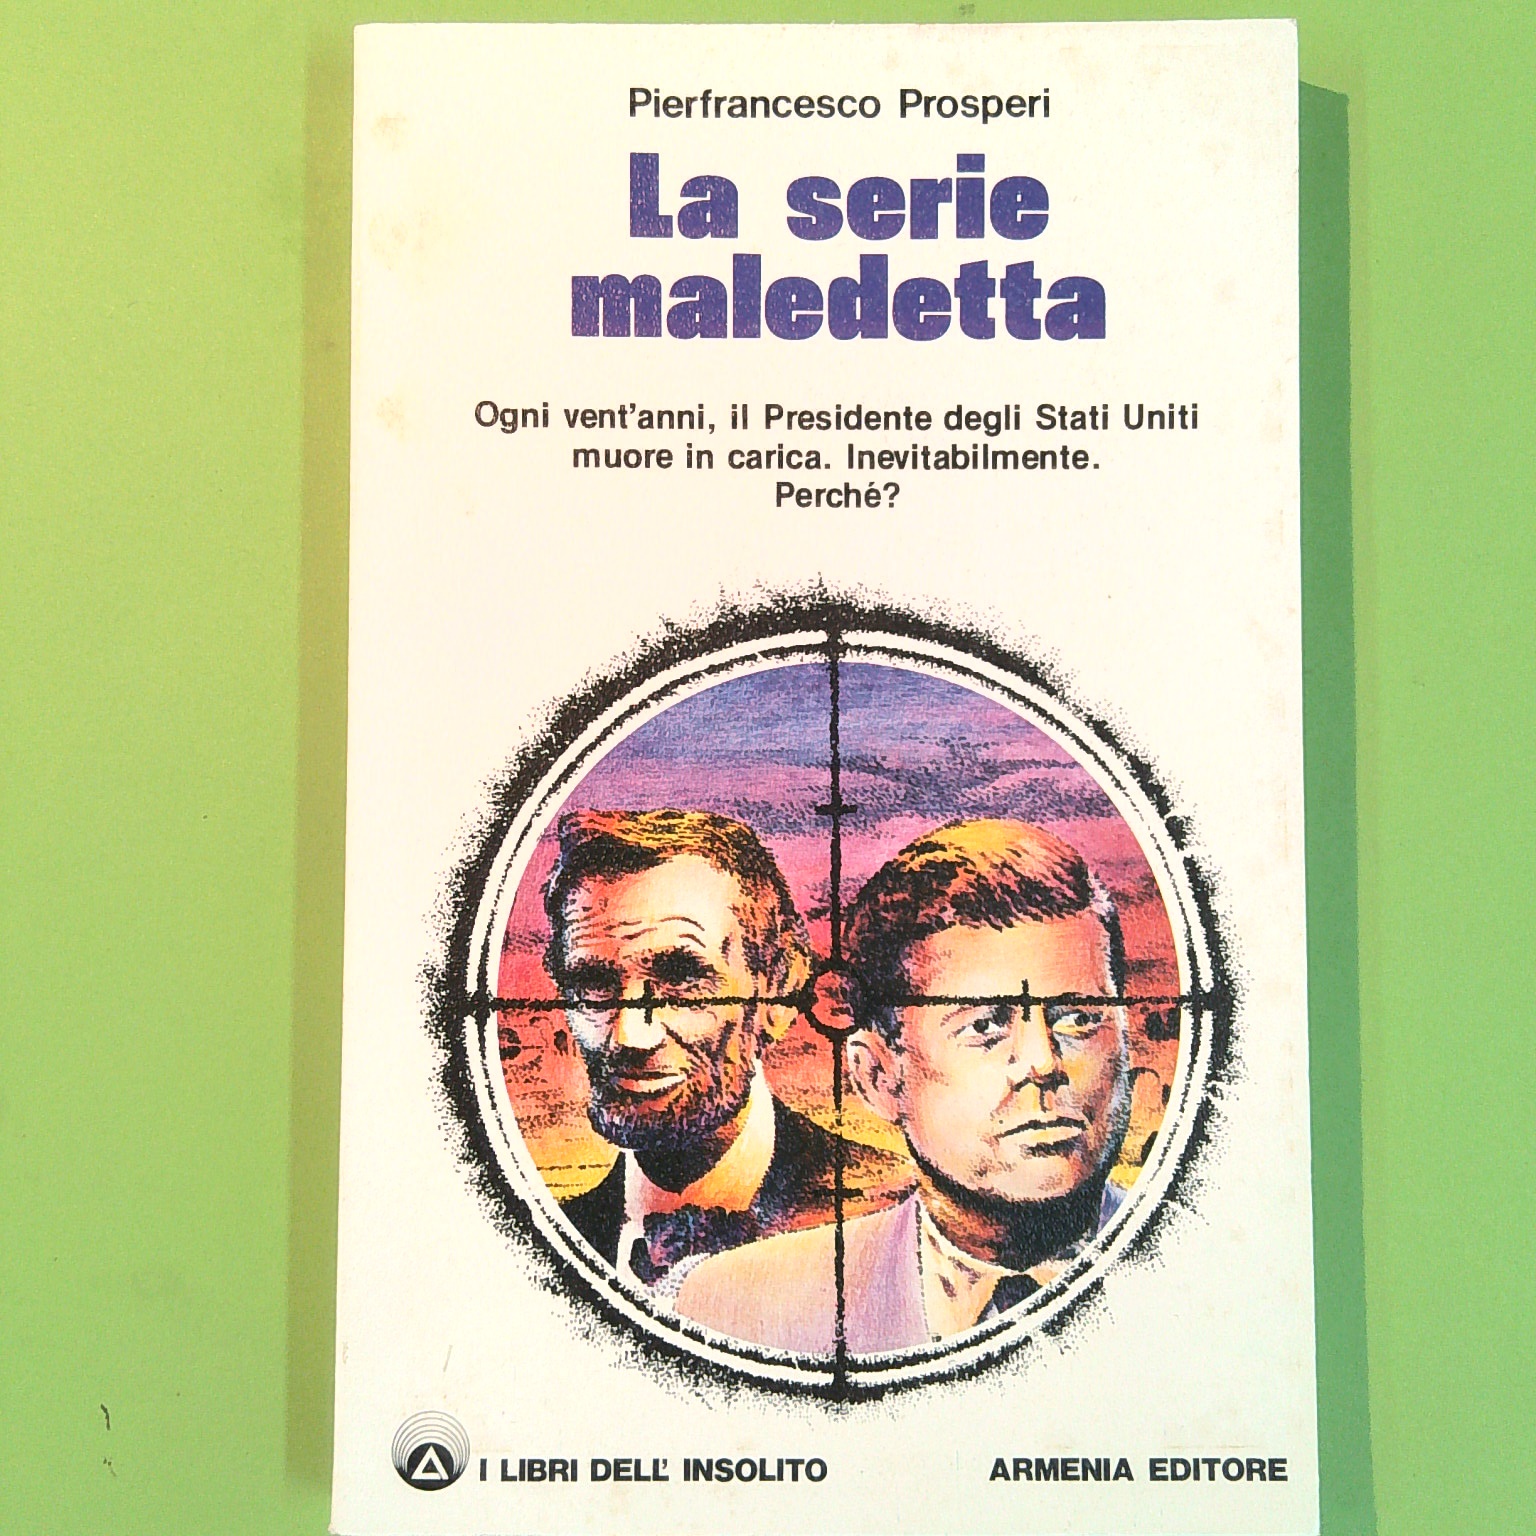 Pierfrancesco Prosperi
La serie
maledetta
Ogni vent'anni, il Presidente degli Stati Uniti
muore in carica. Inevitabilmente.
Perché?
I LIBRI DELL' INSOLITO
ARMENIA EDITORE